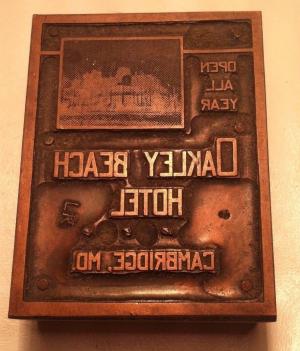 OPEN
ALL
YEAR
OAKLEY BEACH
HOTEL
CAMBRIDGE, MD.